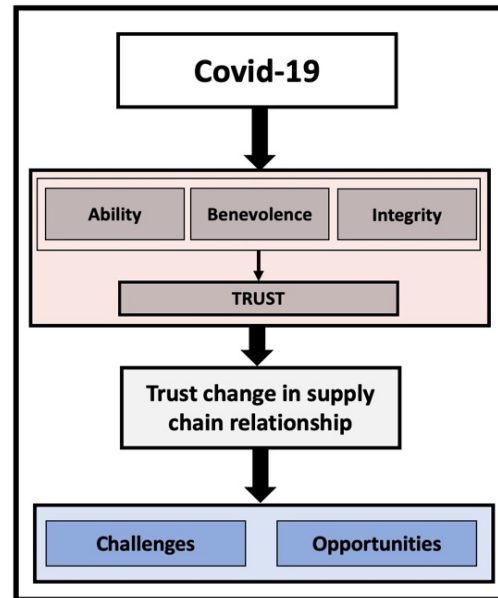 Covid-19
Ability
Benevolence
Integrity
TRUST
Trust change in supply
chain relationship
Challenges
Opportunities